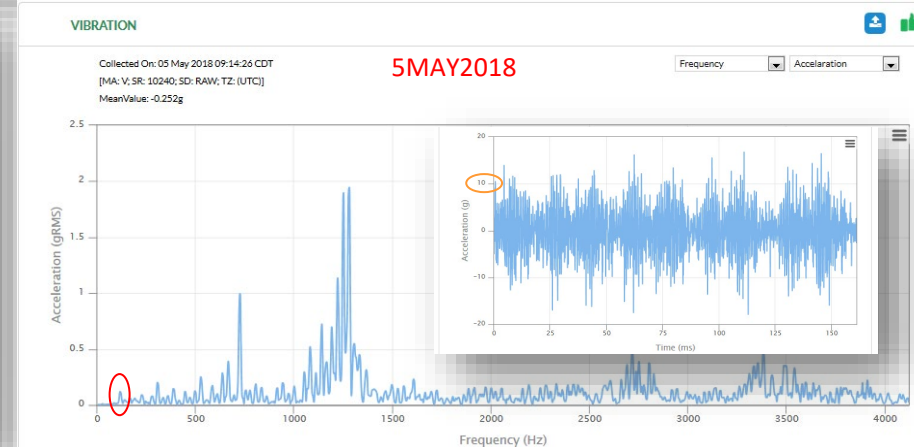 VIBRATION
Collected On: 05 May 2018 09:14:26 CDT
[MA: V; SR: 10240; SD: RAW; TZ: (UTC)]
MeanValue: -0.252g
5MAY2018
Frequency
Accelaration
2.5
2
1.5
1
0.5
0
Acceleration (gRMS)
0
500
1000
1500
2000
2500
3000
3500
4000
Frequency (Hz)
20
10
0
-10
-20
Acceleration (g)
0
25
50
75
100
125
150
Time (ms)